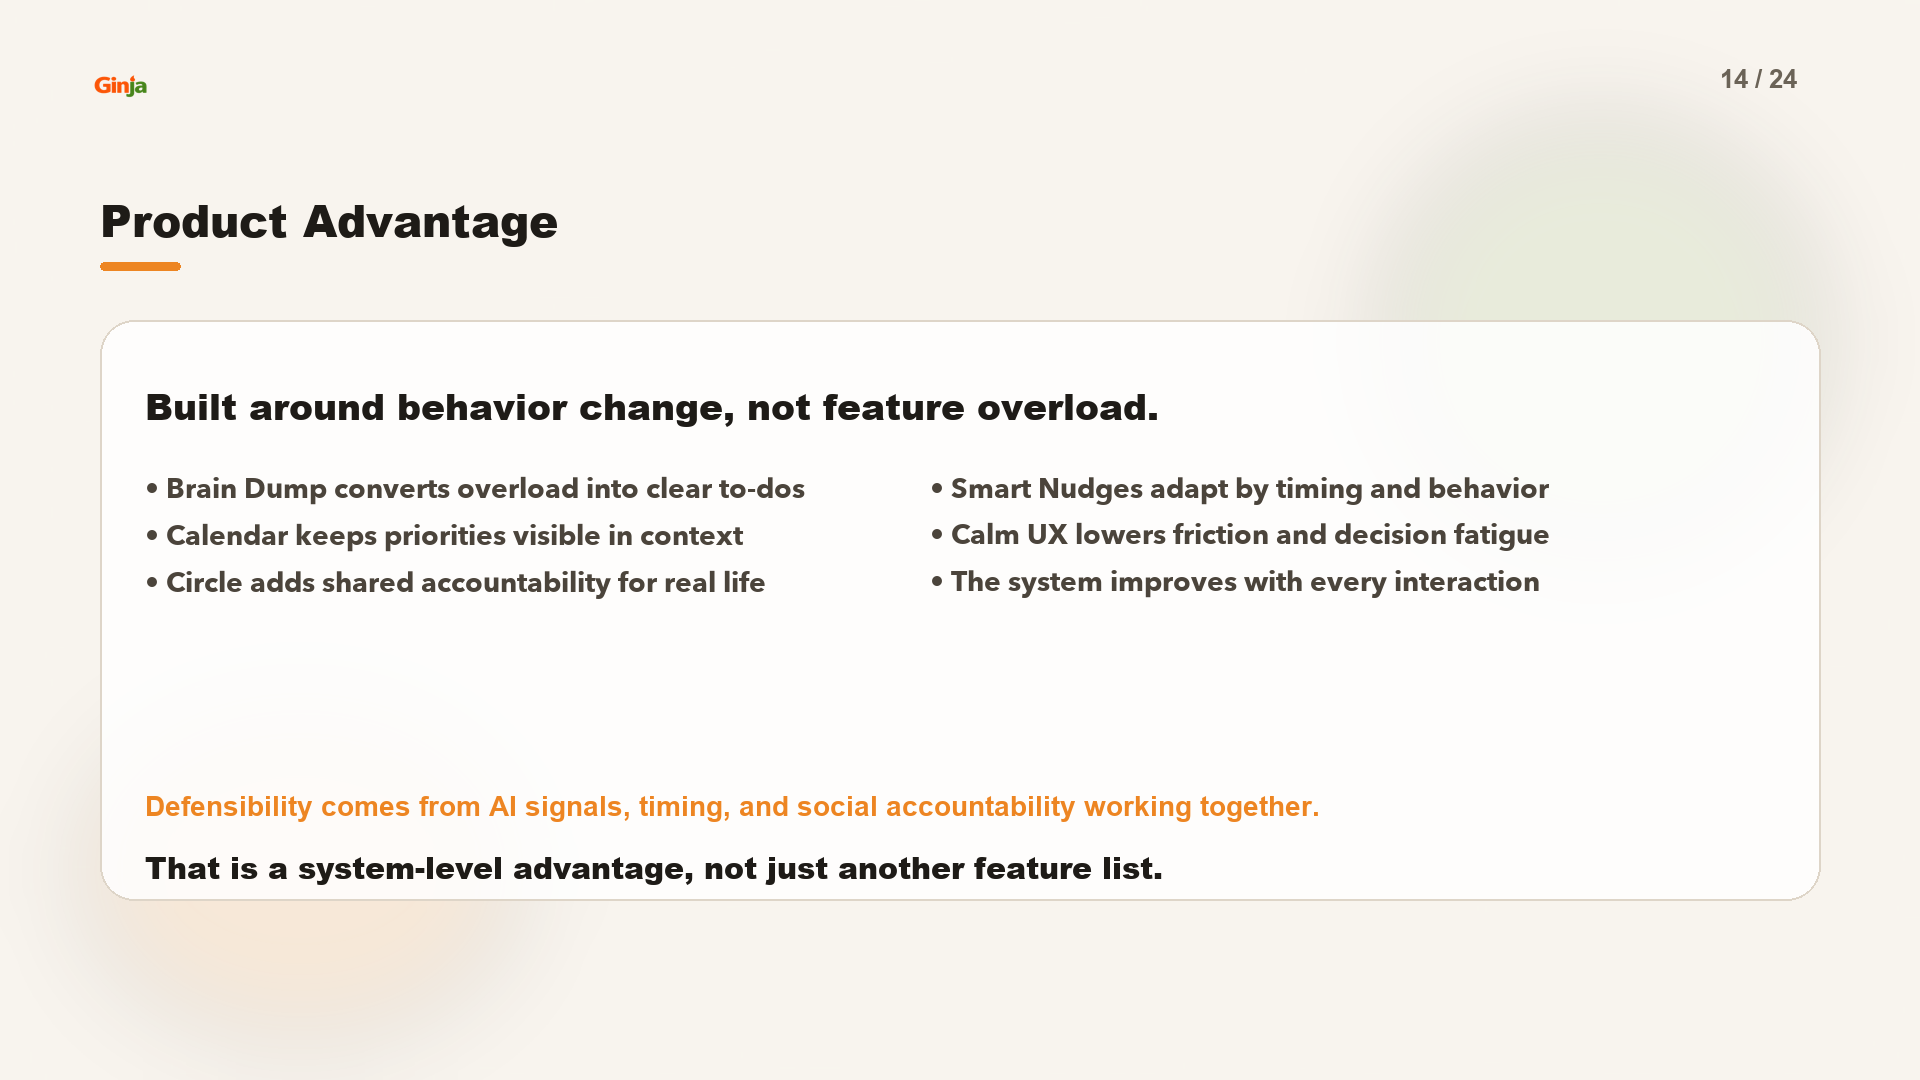 Ginja
14 / 24
Product Advantage
Built around behavior change, not feature overload.
• Brain Dump converts overload into clear to-dos
• Calendar keeps priorities visible in context
• Circle adds shared accountability for real life
• Smart Nudges adapt by timing and behavior
• Calm UX lowers friction and decision fatigue
• The system improves with every interaction
Defensibility comes from AI signals, timing, and social accountability working together.
That is a system-level advantage, not just another feature list.